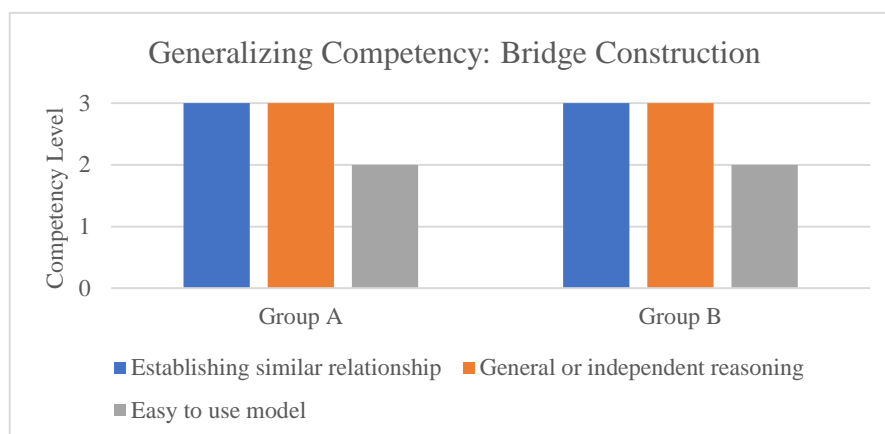 Generalizing Competency: Bridge Construction
Competency Level
3
2
1
0
Group A
Group B
Establishing similar relationship
General or independent reasoning
Easy to use model